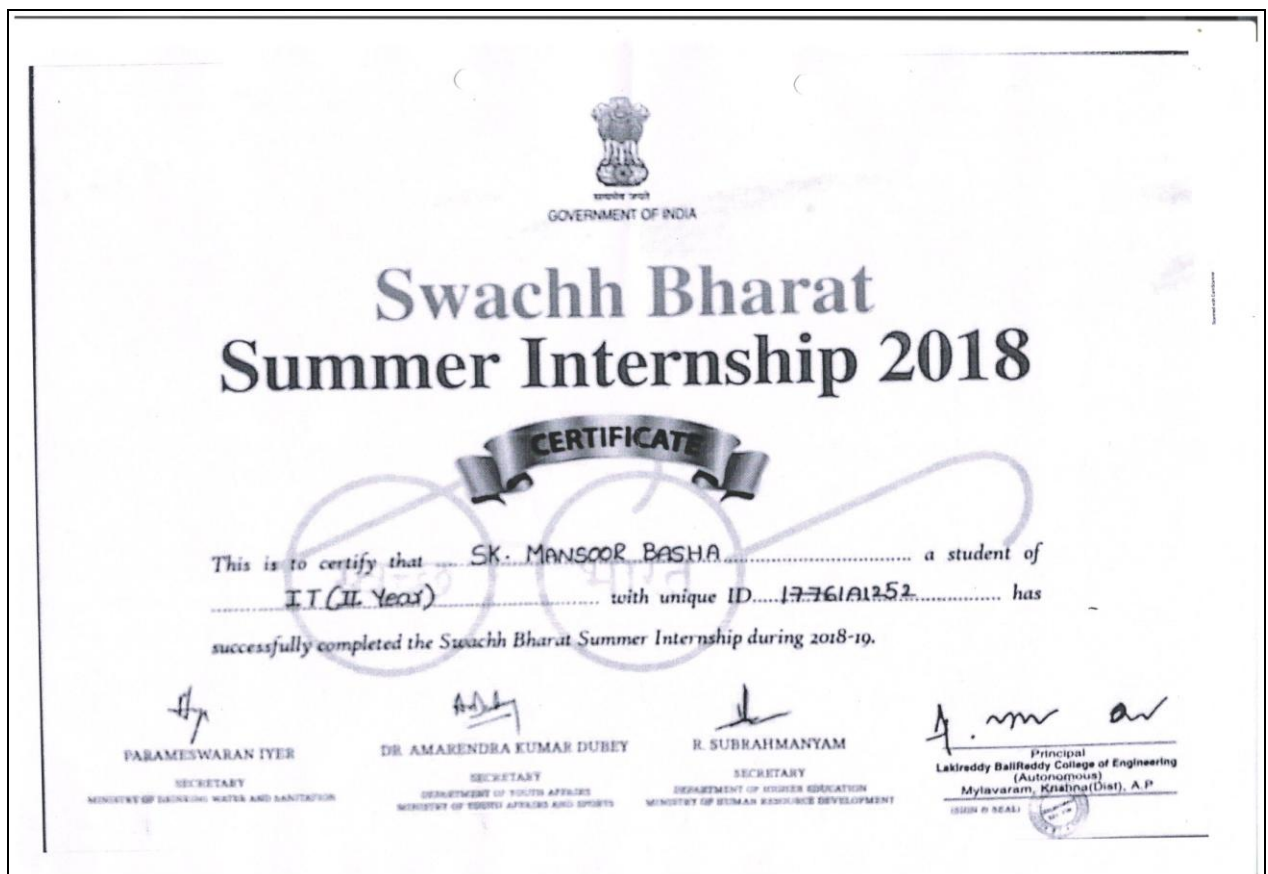 सत्यमेव जयते
GOVERNMENT OF INDIA
Swachh Bharat
Summer Internship 2018
CERTIFICATE
This is to certify that .... SK. MANSOOR BASHA .................................. a student of
................ IT (II Year) .................................. with unique ID.....17761A1252................. has
successfully completed the Swachh Bharat Summer Internship during 2018-19.
PARAMESWARAN IYER
SECRETARY
MINISTRY OF DRINKING WATER AND SANITATION
DR. AMARENDRA KUMAR DUBEY
SECRETARY
DEPARTMENT OF YOUTH AFFAIRS
MINISTRY OF YOUTH AFFAIRS AND SPORTS
R. SUBRAHMANYAM
SECRETARY
DEPARTMENT OF HIGHER EDUCATION
MINISTRY OF HUMAN RESOURCE DEVELOPMENT
Principal
Lakireddy BaliReddy College of Engineering
(Autonomous)
Mylavaram, Krishna(Dist), A.P
(SIGN & SEAL)